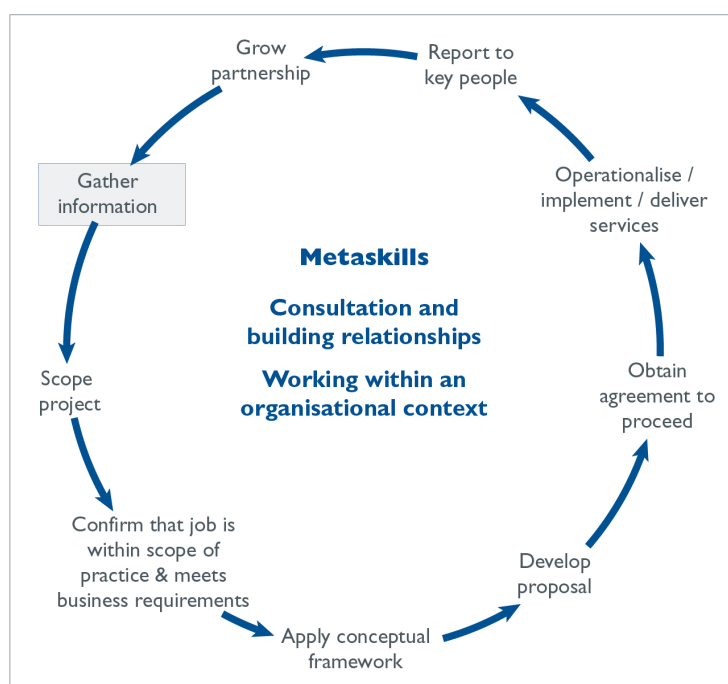 Grow
partnership
Report to
key people
Gather
information
Operationalise /
implement / deliver
services
Metaskills
Consultation and
building relationships
Working within an
organisational context
Scope
project
Obtain
agreement to
proceed
Confirm that job is
within scope of
practice & meets
business requirements
Develop
proposal
Apply conceptual
framework